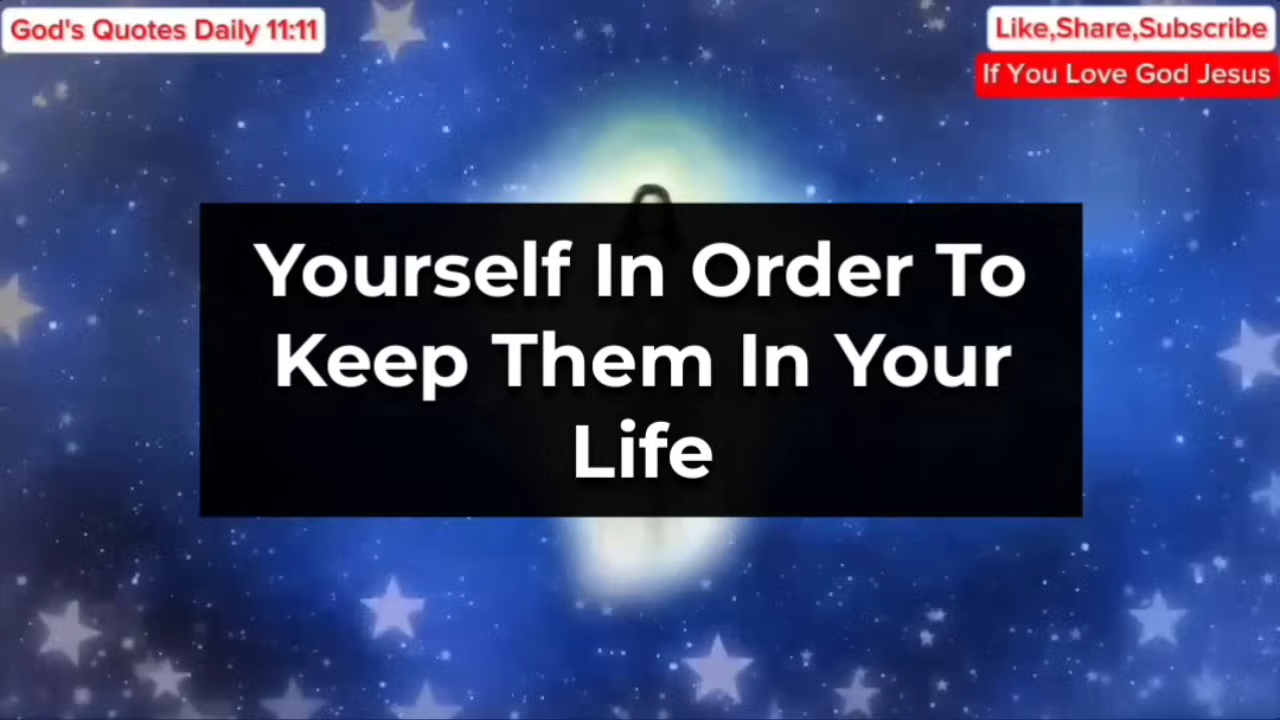 God's Quotes Daily 11:11
Like,Share,Subscribe
If You Love God Jesus
Yourself In Order To
Keep Them In Your
Life